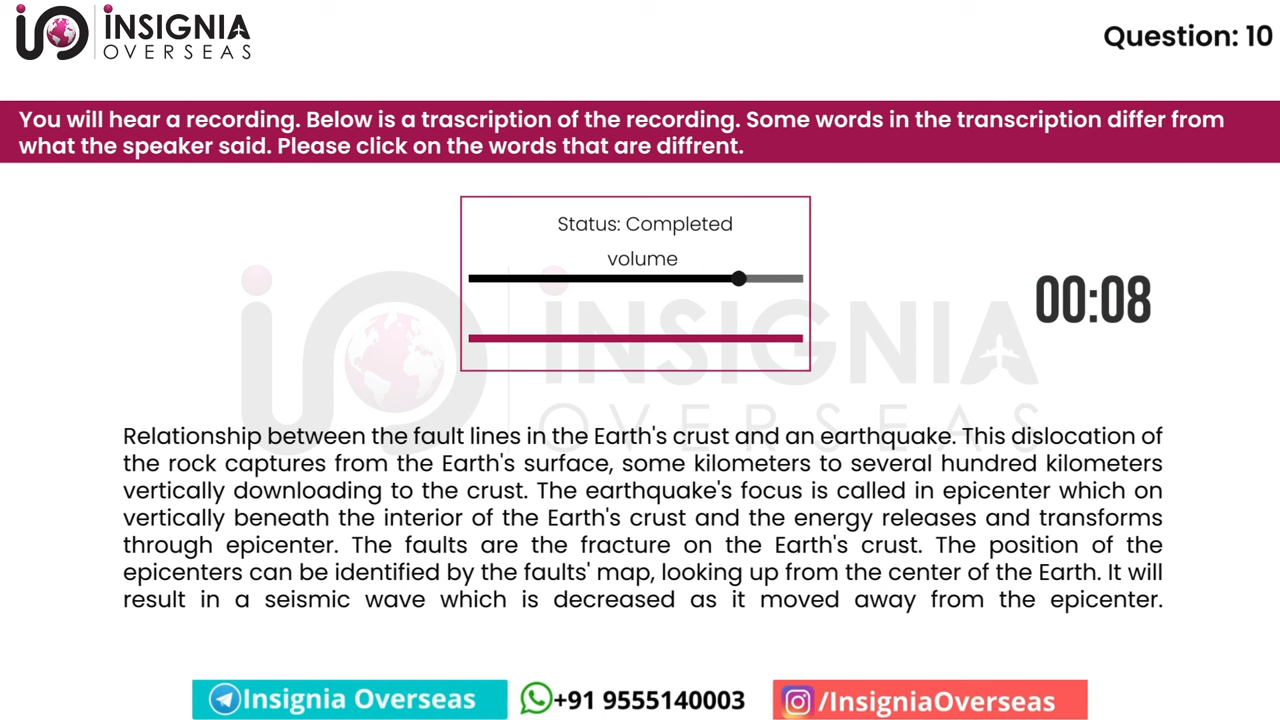 INSIGNIA
OVERSEAS
Question: 10
You will hear a recording. Below is a trascription of the recording. Some words in the transcription differ from
what the speaker said. Please click on the words that are diffrent.
Status: Completed
volume
00:08
INSIGNIA
OVERSEAS
Relationship between the fault lines in the Earth's crust and an earthquake. This dislocation of
the rock captures from the Earth's surface, some kilometers to several hundred kilometers
vertically downloading to the crust. The earthquake's focus is called in epicenter which on
vertically beneath the interior of the Earth's crust and the energy releases and transforms
through epicenter. The faults are the fracture on the Earth's crust. The position of the
epicenters can be identified by the faults' map, looking up from the center of the Earth. It will
result in a seismic wave which is decreased as it moved away from the epicenter.
Insignia Overseas
+91 9555140003
/InsigniaOverseas